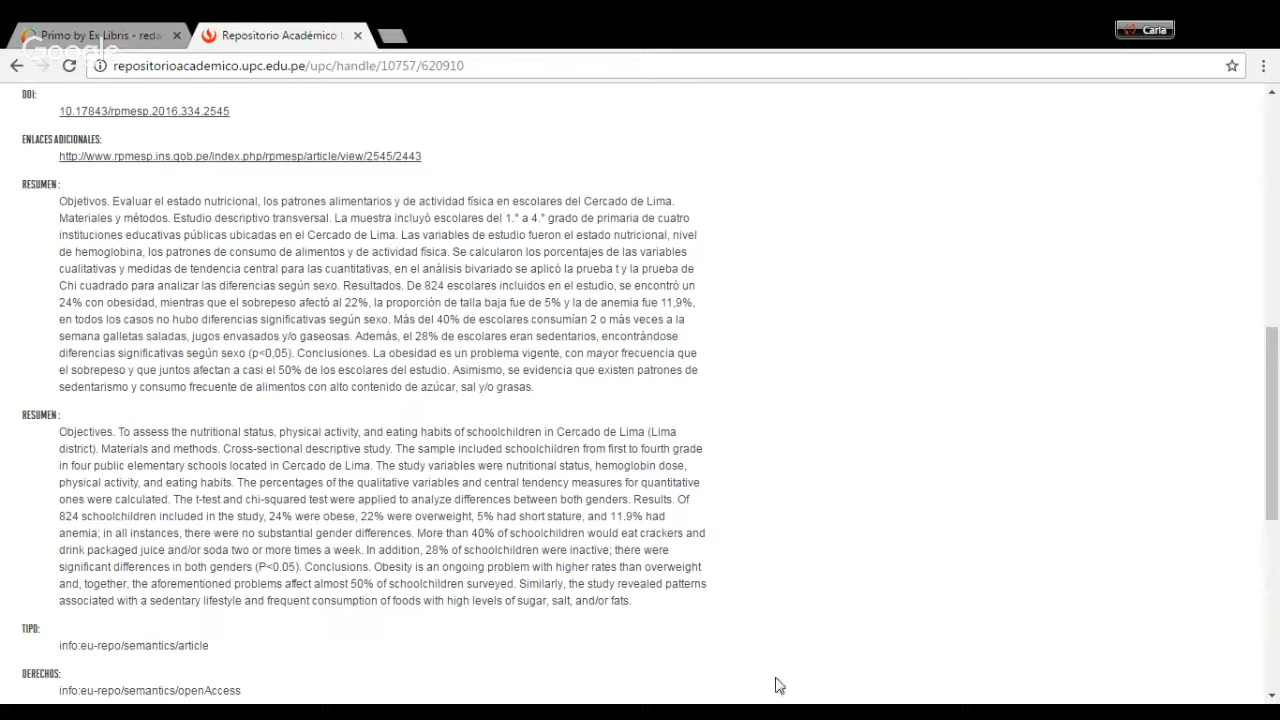 Primo by Ex Libris - reda
Repositorio Académico U
Carla
Google
repositorioacademico.upc.edu.pe/upc/handle/10757/620910
DOI:
10.17843/rpmesp.2016.334.2545
ENLACES ADICIONALES:
http://www.rpmesp.ins.gob.pe/index.php/rpmesp/article/view/2545/2443
RESUMEN :
Objetivos. Evaluar el estado nutricional, los patrones alimentarios y de actividad física en escolares del Cercado de Lima.
Materiales y métodos. Estudio descriptivo transversal. La muestra incluyó escolares del 1.° a 4.° grado de primaria de cuatro
instituciones educativas públicas ubicadas en el Cercado de Lima. Las variables de estudio fueron el estado nutricional, nivel
de hemoglobina, los patrones de consumo de alimentos y de actividad física. Se calcularon los porcentajes de las variables
cualitativas y medidas de tendencia central para las cuantitativas, en el análisis bivariado se aplicó la prueba t y la prueba de
Chi cuadrado para analizar las diferencias según sexo. Resultados. De 824 escolares incluidos en el estudio, se encontró un
24% con obesidad, mientras que el sobrepeso afectó al 22%, la proporción de talla baja fue de 5% y la de anemia fue 11,9%,
en todos los casos no hubo diferencias significativas según sexo. Más del 40% de escolares consumían 2 o más veces a la
semana galletas saladas, jugos envasados y/o gaseosas. Además, el 28% de escolares eran sedentarios, encontrándose
diferencias significativas según sexo (p<0,05). Conclusiones. La obesidad es un problema vigente, con mayor frecuencia que
el sobrepeso y que juntos afectan a casi el 50% de los escolares del estudio. Asimismo, se evidencia que existen patrones de
sedentarismo y consumo frecuente de alimentos con alto contenido de azúcar, sal y/o grasas.
RESUMEN :
Objectives. To assess the nutritional status, physical activity, and eating habits of schoolchildren in Cercado de Lima (Lima
district). Materials and methods. Cross-sectional descriptive study. The sample included schoolchildren from first to fourth grade
in four public elementary schools located in Cercado de Lima. The study variables were nutritional status, hemoglobin dose,
physical activity, and eating habits. The percentages of the qualitative variables and central tendency measures for quantitative
ones were calculated. The t-test and chi-squared test were applied to analyze differences between both genders. Results. Of
824 schoolchildren included in the study, 24% were obese, 22% were overweight, 5% had short stature, and 11.9% had
anemia; in all instances, there were no substantial gender differences. More than 40% of schoolchildren would eat crackers and
drink packaged juice and/or soda two or more times a week. In addition, 28% of schoolchildren were inactive; there were
significant differences in both genders (P<0.05). Conclusions. Obesity is an ongoing problem with higher rates than overweight
and, together, the aforementioned problems affect almost 50% of schoolchildren surveyed. Similarly, the study revealed patterns
associated with a sedentary lifestyle and frequent consumption of foods with high levels of sugar, salt, and/or fats.
TIPO:
info:eu-repo/semantics/article
DERECHOS:
info:eu-repo/semantics/openAccess